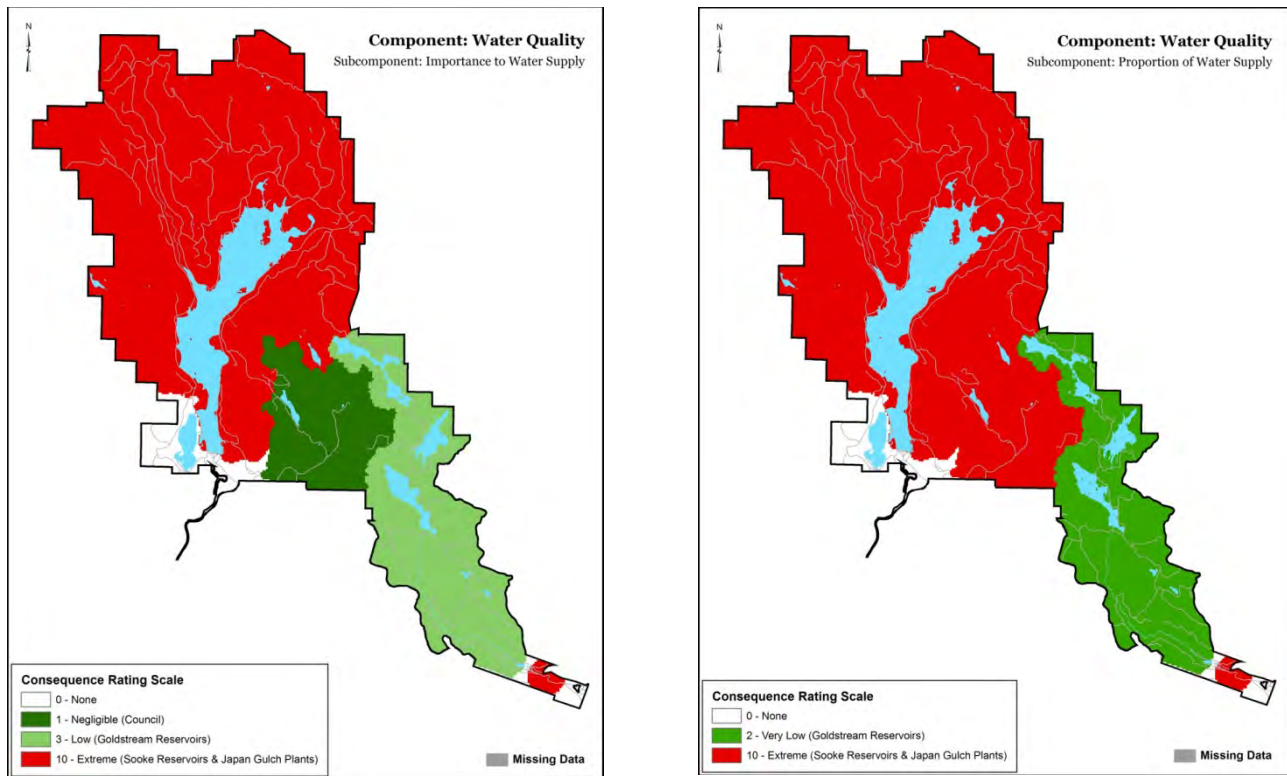 N
Component: Water Quality
Subcomponent: Importance to Water Supply
Consequence Rating Scale
0 - None
1 - Negligible (Council)
3 - Low (Goldstream Reservoirs)
10 - Extreme (Sooke Reservoirs & Japan Gulch Plants)
Missing Data
N
Component: Water Quality
Subcomponent: Proportion of Water Supply
Consequence Rating Scale
0 - None
2 - Very Low (Goldstream Reservoirs)
10 - Extreme (Sooke Reservoirs & Japan Gulch Plants)
Missing Data